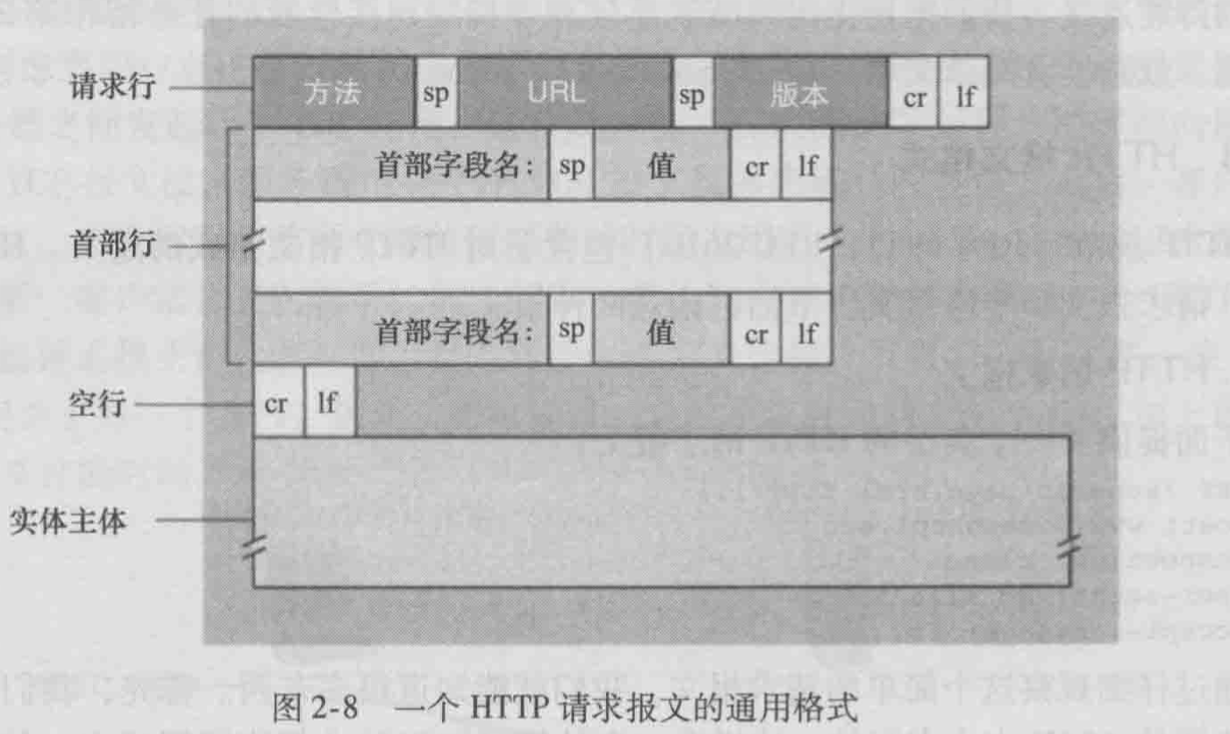 请求行 方法 sp URL sp 版本 cr lf
首部字段名: sp 值 cr lf
首部行
首部字段名: sp 值 cr lf
空行 cr lf
实体主体
图 2-8 一个 HTTP 请求报文的通用格式